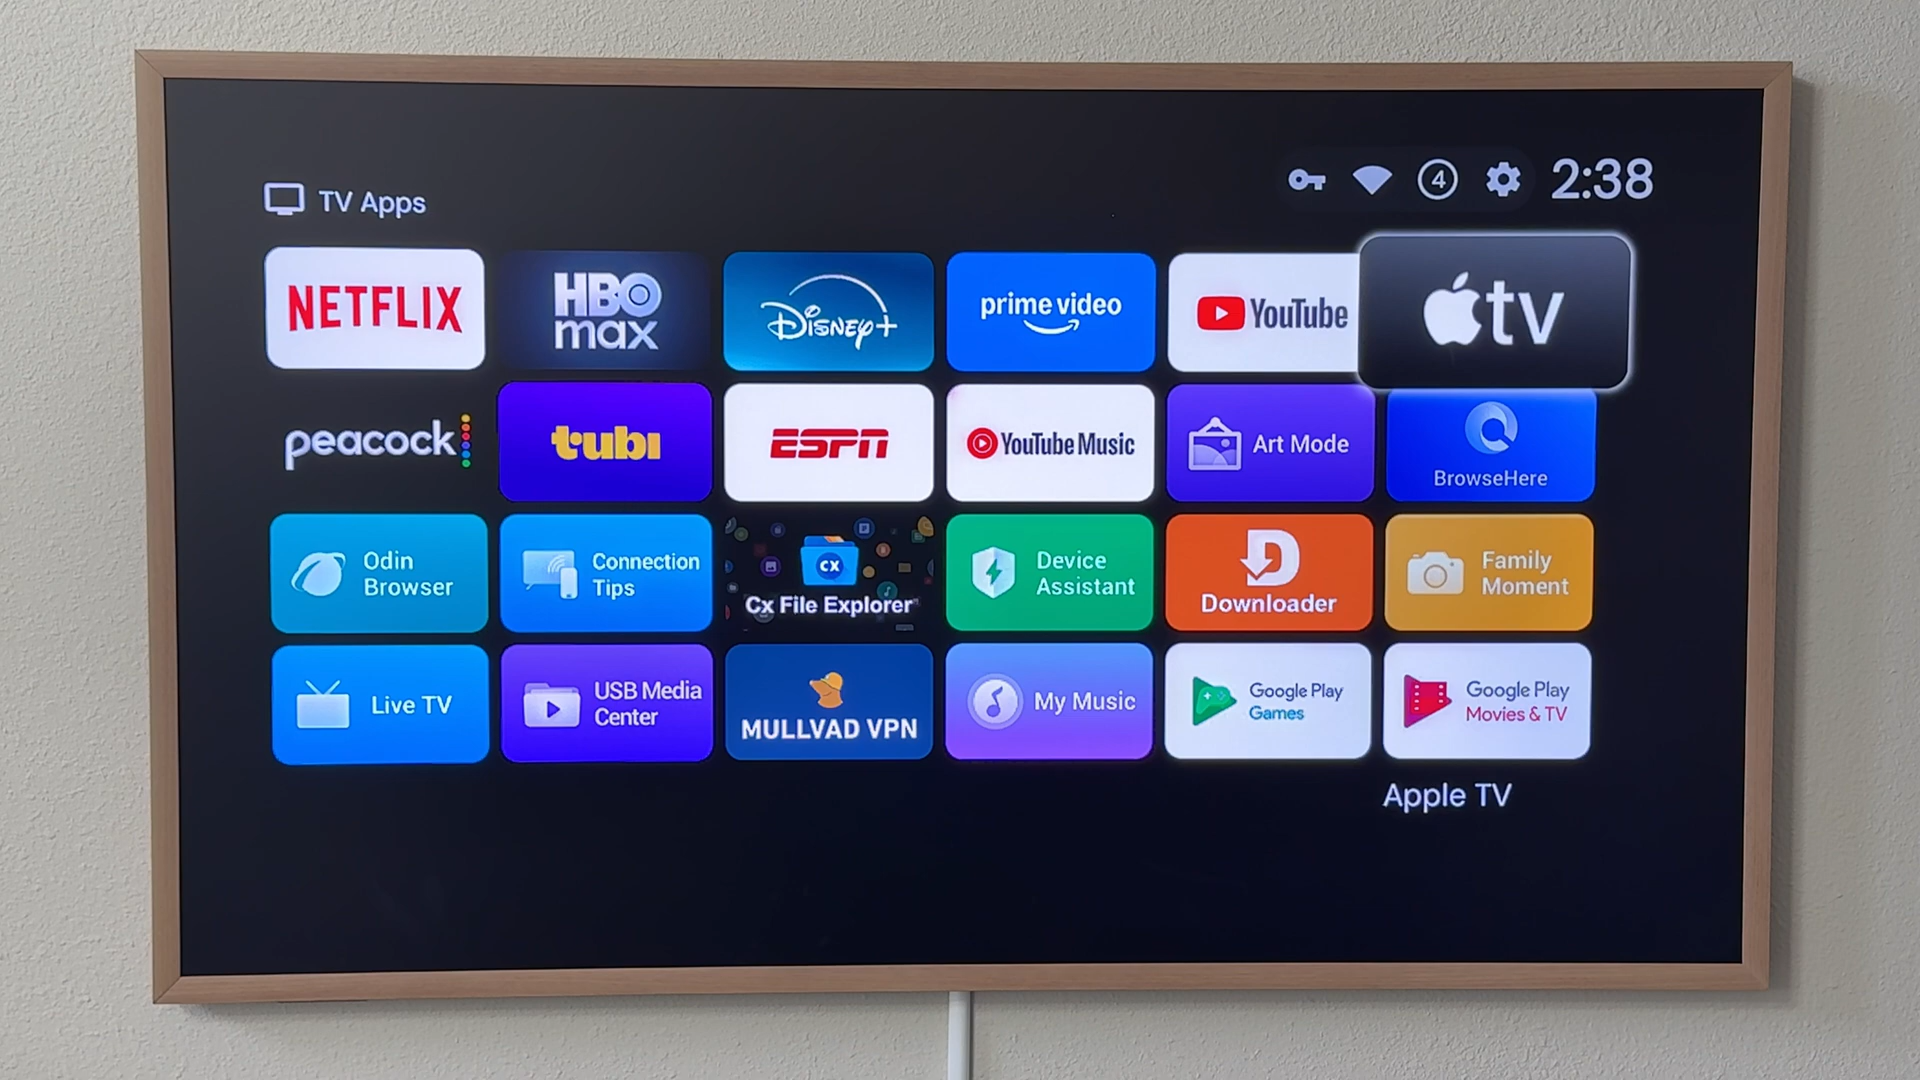 TV Apps
4
2:38
NETFLIX
HBO
max
Disney+
prime video
YouTube
tv
peacock
tubi
ESPN
YouTube Music
Art Mode
BrowseHere
Odin
Browser
Connection
Tips
CX
Cx File Explorer
Device
Assistant
D
Downloader
Family
Moment
Live TV
USB Media
Center
MULLVAD VPN
My Music
Google Play
Games
Google Play
Movies & TV
Apple TV